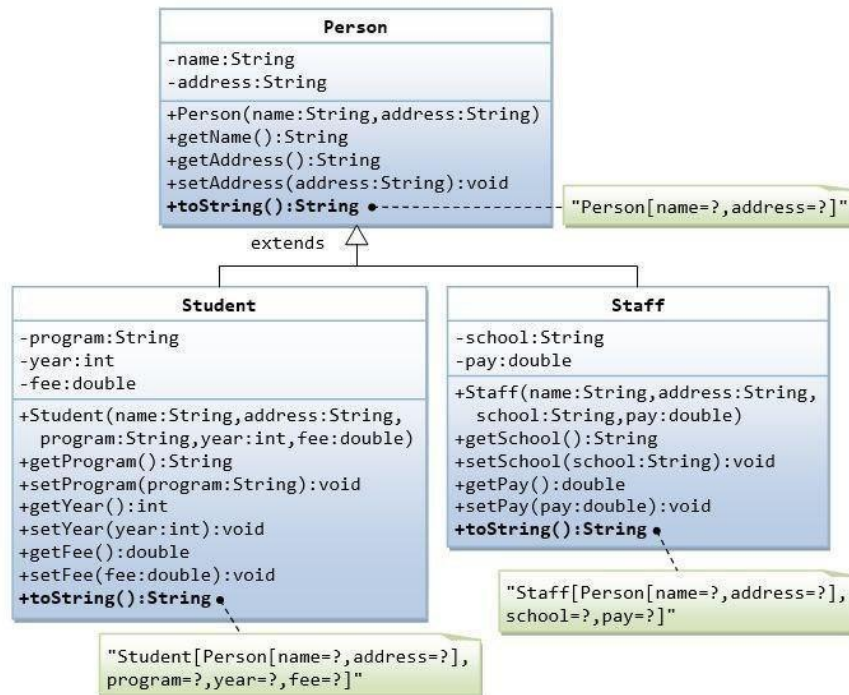 Person
-name:String
-address:String
+Person(name:String,address:String)
+getName():String
+getAddress():String
+setAddress(address:String):void
+toString():String
"Person[name=?,address=?]"
extends
Student
-program:String
-year:int
-fee:double
+Student(name:String,address:String,
program:String,year:int,fee:double)
+getProgram():String
+setProgram(program:String):void
+getYear():int
+setYear(year:int):void
+getFee():double
+setFee(fee:double):void
+toString():String
"Student[Person[name=?,address=?],
program=?,year=?,fee=?]"
Staff
-school:String
-pay:double
+Staff(name:String,address:String,
school:String,pay:double)
+getSchool():String
+setSchool(school:String):void
+getPay():double
+setPay(pay:double):void
+toString():String
"Staff[Person[name=?,address=?],
school=?,pay=?]"